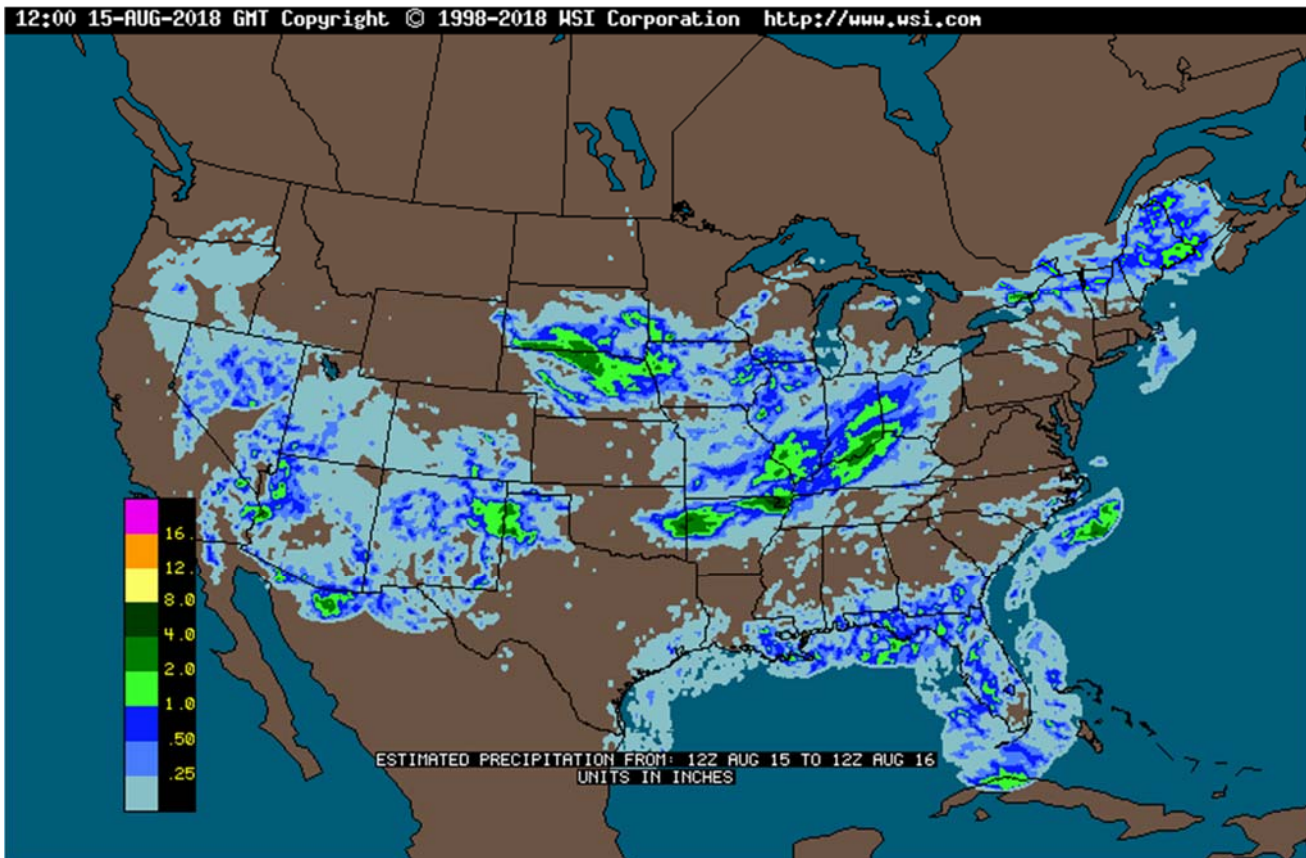 12:00 15-AUG-2018 GMT Copyright © 1998-2018 WSI Corporation http://www.wsi.com
16.
12.
8.0
4.0
2.0
1.0
.50
.25
ESTIMATED PRECIPITATION FROM: 12Z AUG 15 TO 12Z AUG 16
UNITS IN INCHES